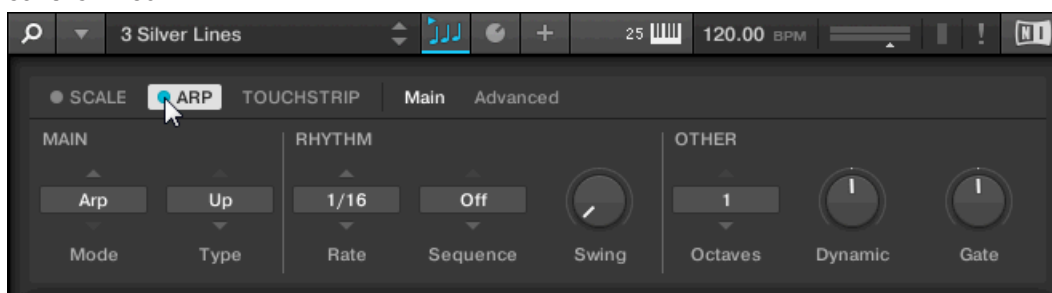 3 Silver Lines 25 120.00 BPM ! NI
SCALE ARP TOUCHSTRIP Main Advanced
MAIN RHYTHM OTHER
Arp Up 1/16 Off 1
Mode Type Rate Sequence Swing Octaves Dynamic Gate